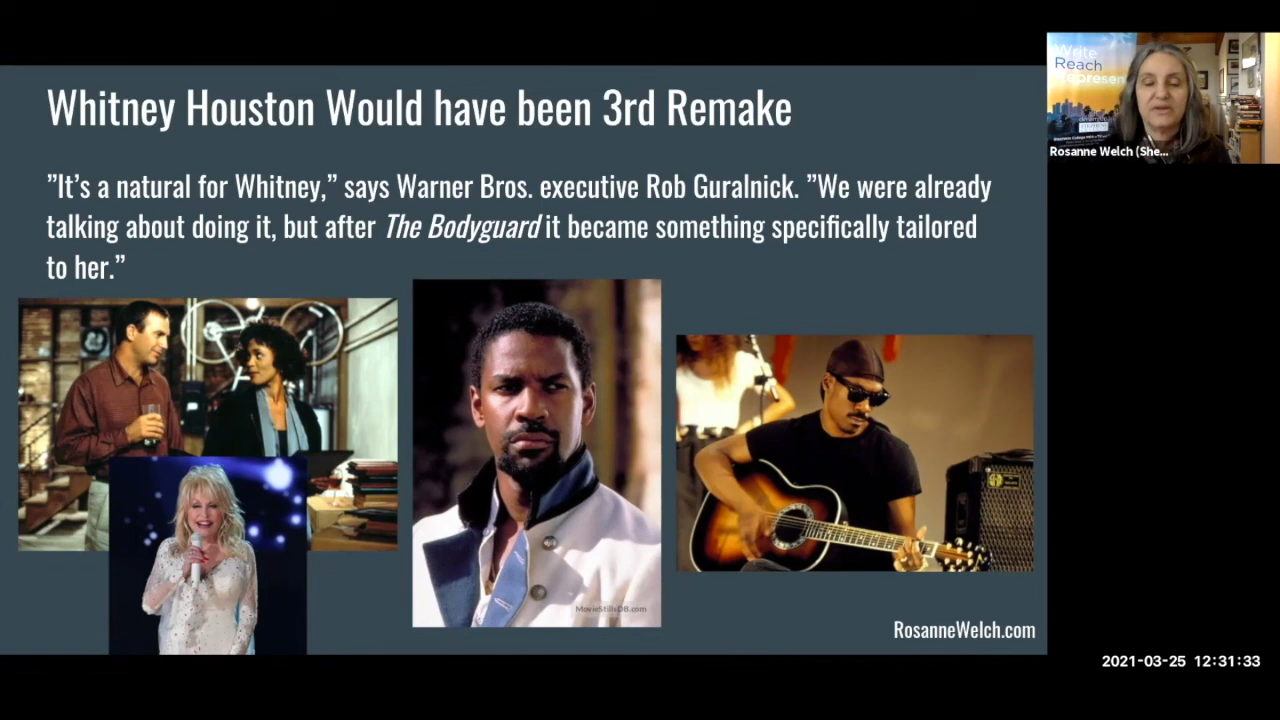 Whitney Houston Would have been 3rd Remake
”It’s a natural for Whitney,” says Warner Bros. executive Rob Guralnick. ”We were already
talking about doing it, but after The Bodyguard it became something specifically tailored
to her.”
MovieStillsDB.com
RosanneWelch.com
Write
Reach
Represen
Rosanne Welch (She...
2021-03-25 12:31:33